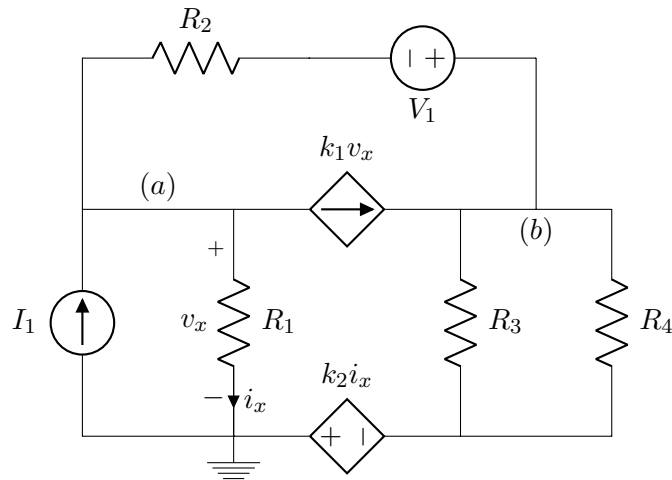 R₂
− +
V₁
k₁vₓ
(a)
(b)
+
I₁
vₓ
R₁
R₃
R₄
k₂iₓ
− iₓ
+ −